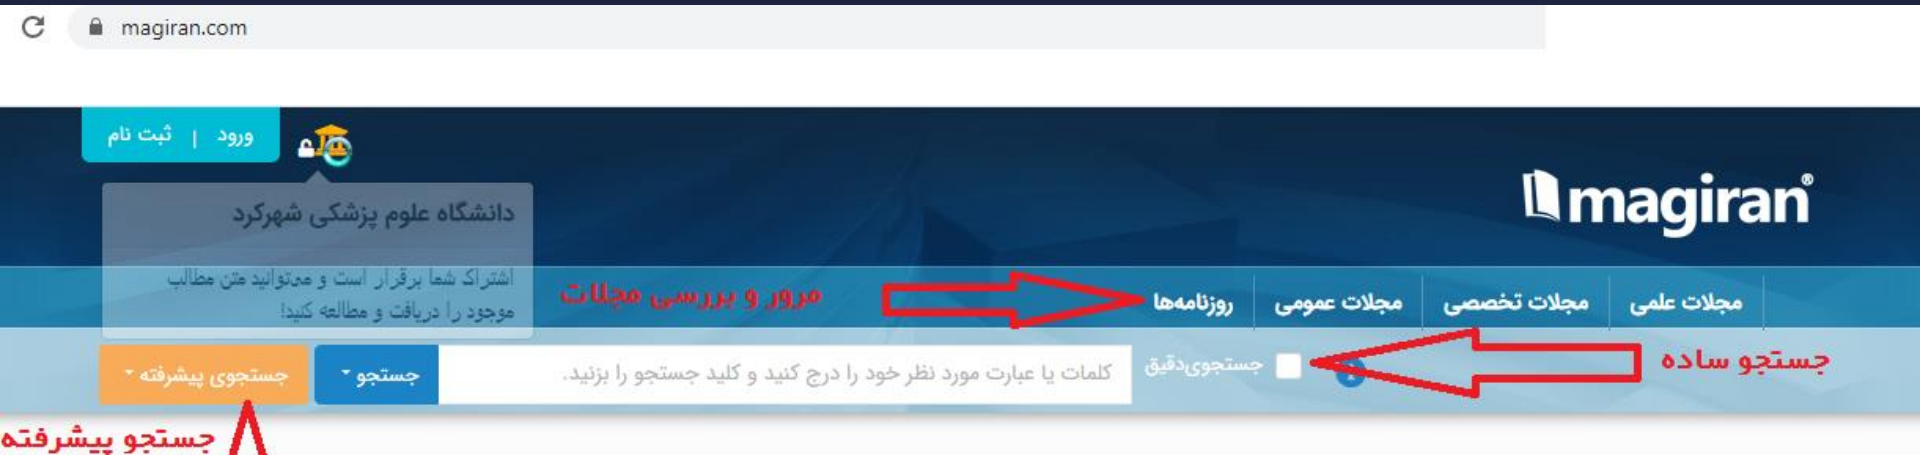 magiran.com
ورود | ثبت نام
magiran®
دانشگاه علوم پزشکی شهرکرد
اشتراک شما برقرار است و می‌توانید متن مطالب
موجود را دریافت و مطالعه کنید!
مجلات علمی
مجلات تخصصی
مجلات عمومی
روزنامه‌ها
مرور و بررسی مجلات
جستجو ساده
جستجوی‌دقیق
کلمات یا عبارت مورد نظر خود را درج کنید و کلید جستجو را بزنید.
جستجو
جستجوی پیشرفته
جستجو پیشرفته